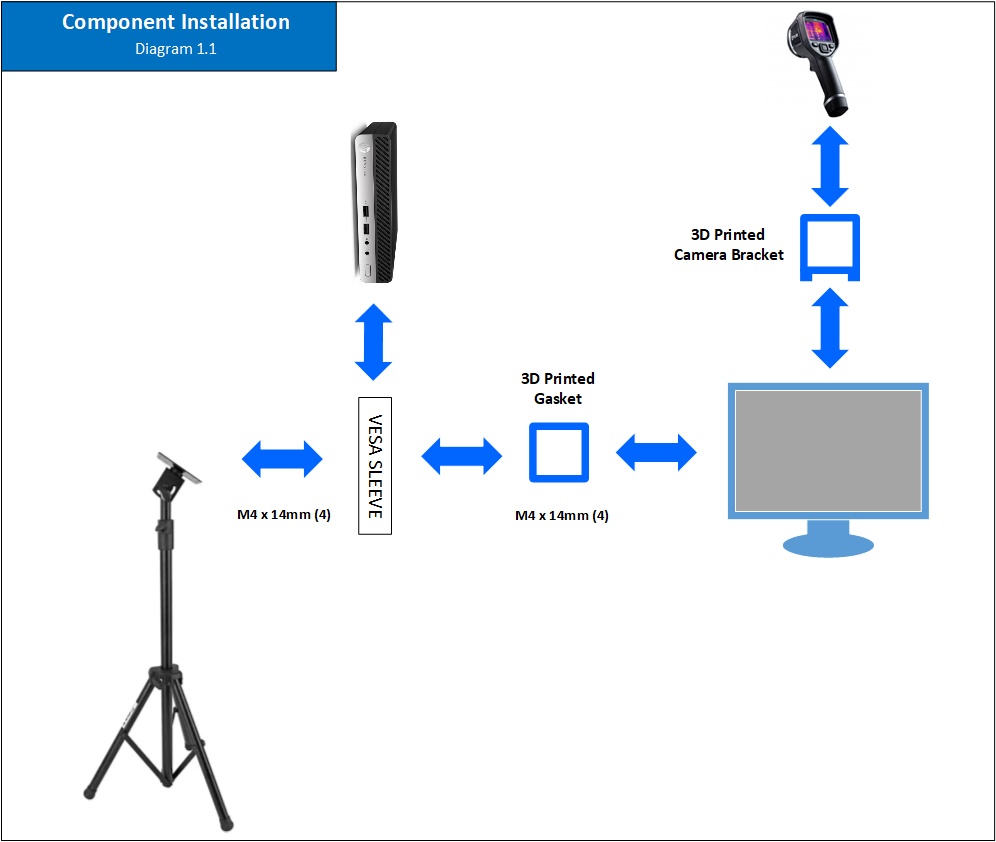 Component Installation
Diagram 1.1
3D Printed
Camera Bracket
3D Printed
Gasket
VESA SLEEVE
M4 x 14mm (4)
M4 x 14mm (4)